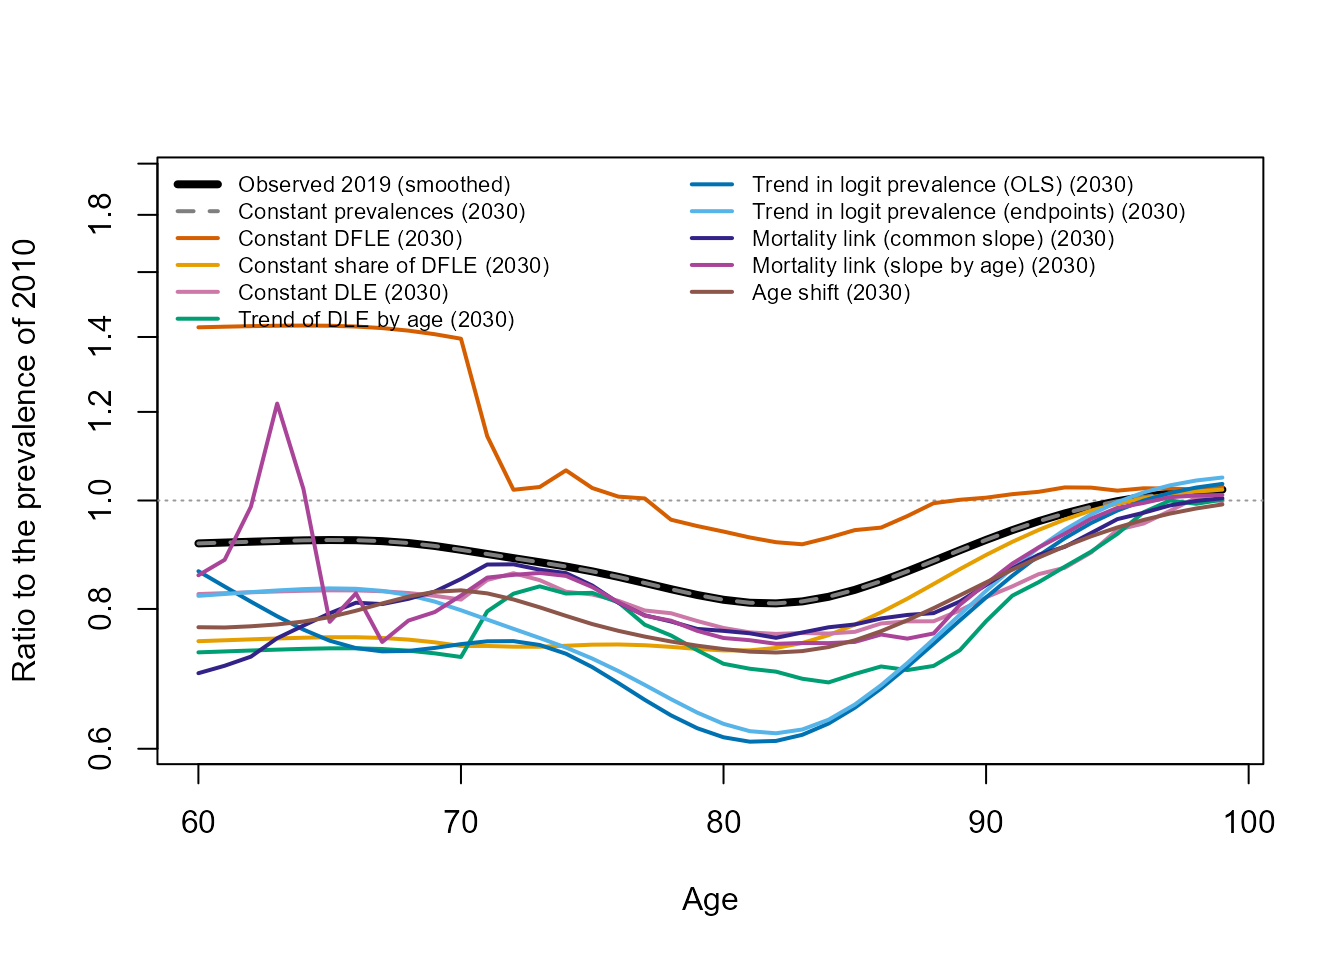 Observed 2019 (smoothed)
Constant prevalences (2030)
Constant DFLE (2030)
Constant share of DFLE (2030)
Constant DLE (2030)
Trend of DLE by age (2030)
Trend in logit prevalence (OLS) (2030)
Trend in logit prevalence (endpoints) (2030)
Mortality link (common slope) (2030)
Mortality link (slope by age) (2030)
Age shift (2030)
Ratio to the prevalence of 2010
1.8
1.4
1.2
1.0
0.8
0.6
60 70 80 90 100
Age